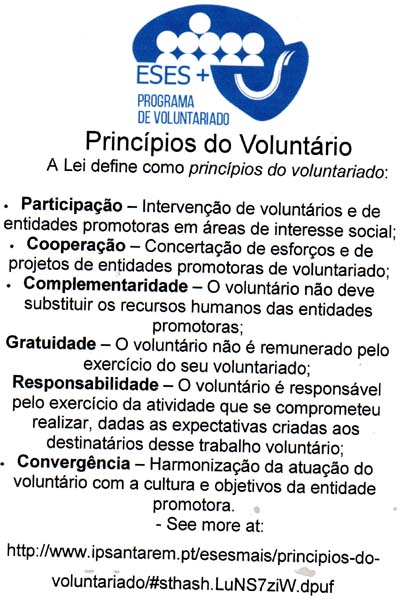 ESES +
PROGRAMA
DE VOLUNTARIADO
Princípios do Voluntário
A Lei define como princípios do voluntariado:
• Participação – Intervenção de voluntários e de
entidades promotoras em áreas de interesse social;
• Cooperação – Concertação de esforços e de
projetos de entidades promotoras de voluntariado;
• Complementaridade – O voluntário não deve
substituir os recursos humanos das entidades
promotoras;
Gratuidade – O voluntário não é remunerado pelo
exercício do seu voluntariado;
Responsabilidade – O voluntário é responsável
pelo exercício da atividade que se comprometeu
realizar, dadas as expectativas criadas aos
destinatários desse trabalho voluntário;
• Convergência – Harmonização da atuação do
voluntário com a cultura e objetivos da entidade
promotora.
- See more at:
http://www.ipsantarem.pt/esesmais/principios-do-
voluntariado/#sthash.LuNS7ziW.dpuf